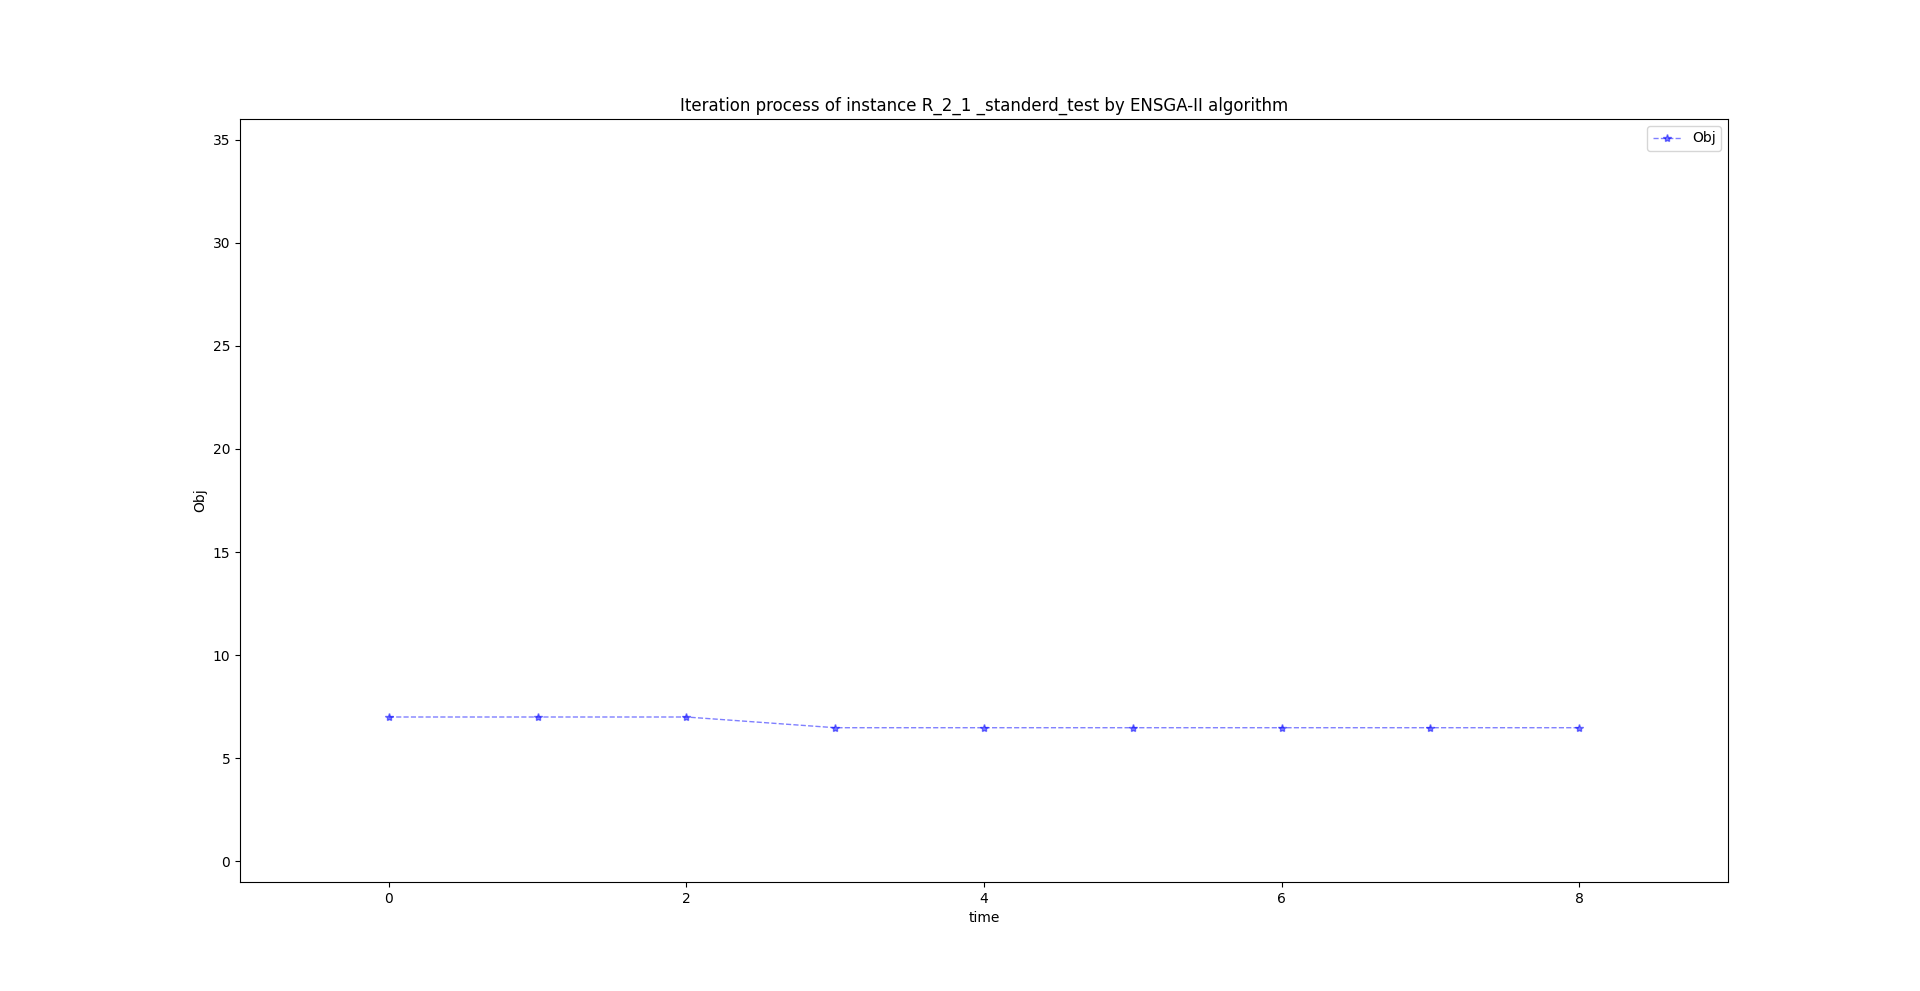 Iteration process of instance R_2_1 _standerd_test by ENSGA-II algorithm
Obj
35
30
25
20
15
10
5
0
Obj
0 2 4 6 8
time